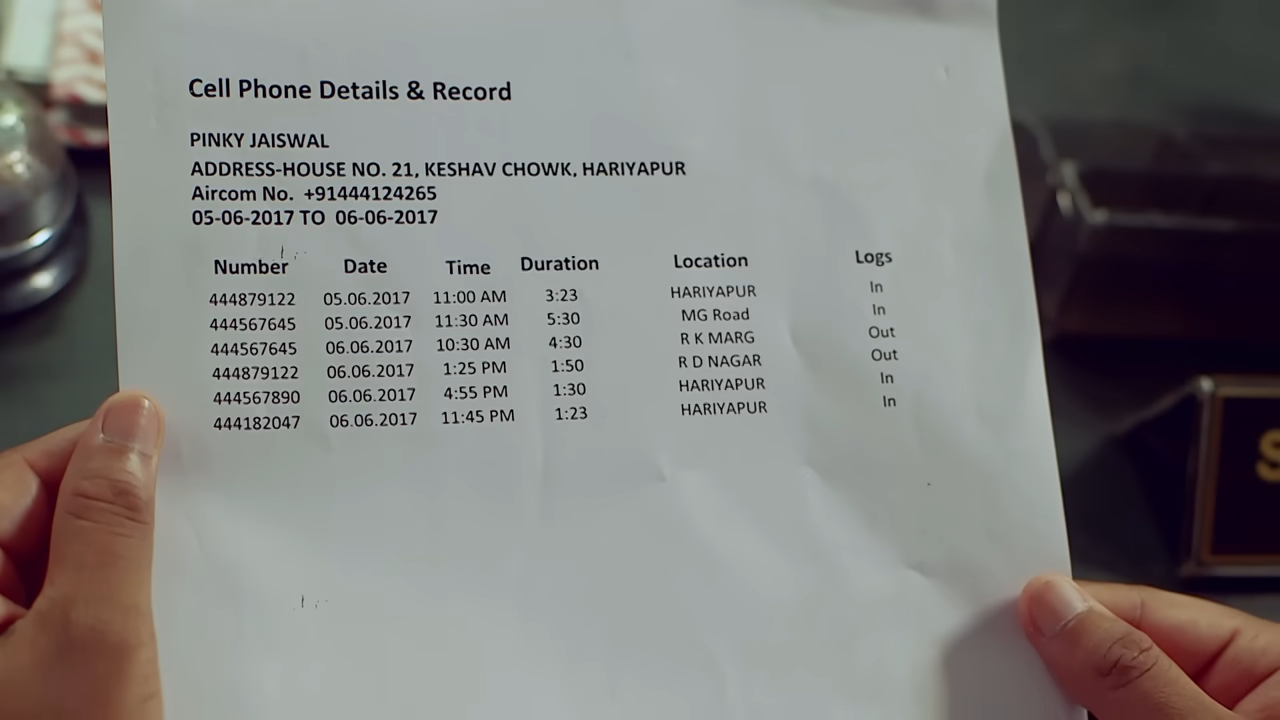 Cell Phone Details & Record
PINKY JAISWAL
ADDRESS-HOUSE NO. 21, KESHAV CHOWK, HARIYAPUR
Aircom No. +91444124265
05-06-2017 TO 06-06-2017
Number Date Time Duration Location Logs
444879122 05.06.2017 11:00 AM 3:23 HARIYAPUR In
444567645 05.06.2017 11:30 AM 5:30 MG Road In
444567645 06.06.2017 10:30 AM 4:30 R K MARG Out
444879122 06.06.2017 1:25 PM 1:50 R D NAGAR Out
444567890 06.06.2017 4:55 PM 1:30 HARIYAPUR In
444182047 06.06.2017 11:45 PM 1:23 HARIYAPUR In